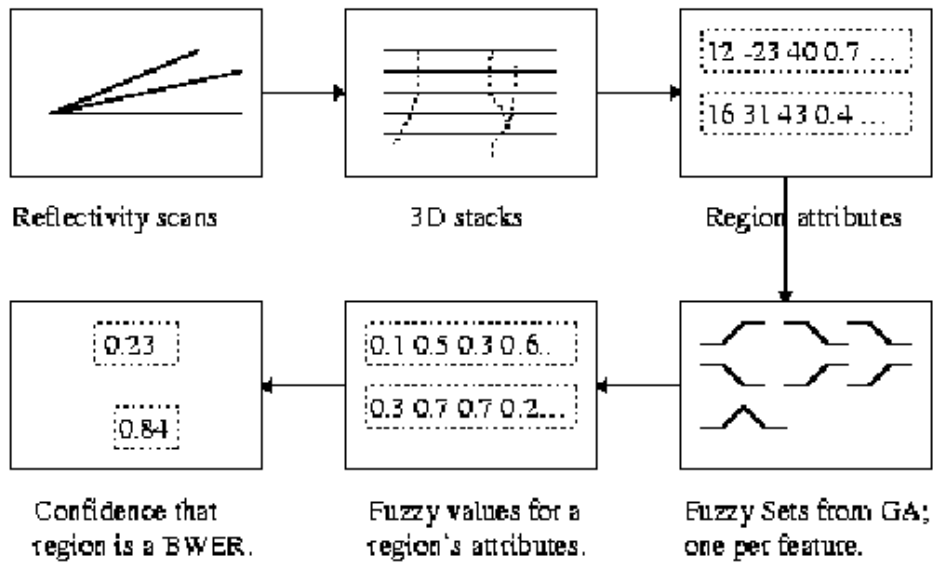 12 -23 40 0.7 ...
16 31 43 0.4 ...
Reflectivity scans
3D stacks
Region attributes
0.23
0.84
0.1 0.5 0.3 0.6..
0.3 0.7 0.7 0.2...
Confidence that
region is a BWER.
Fuzzy values for a
region's attributes.
Fuzzy Sets from GA;
one per feature.